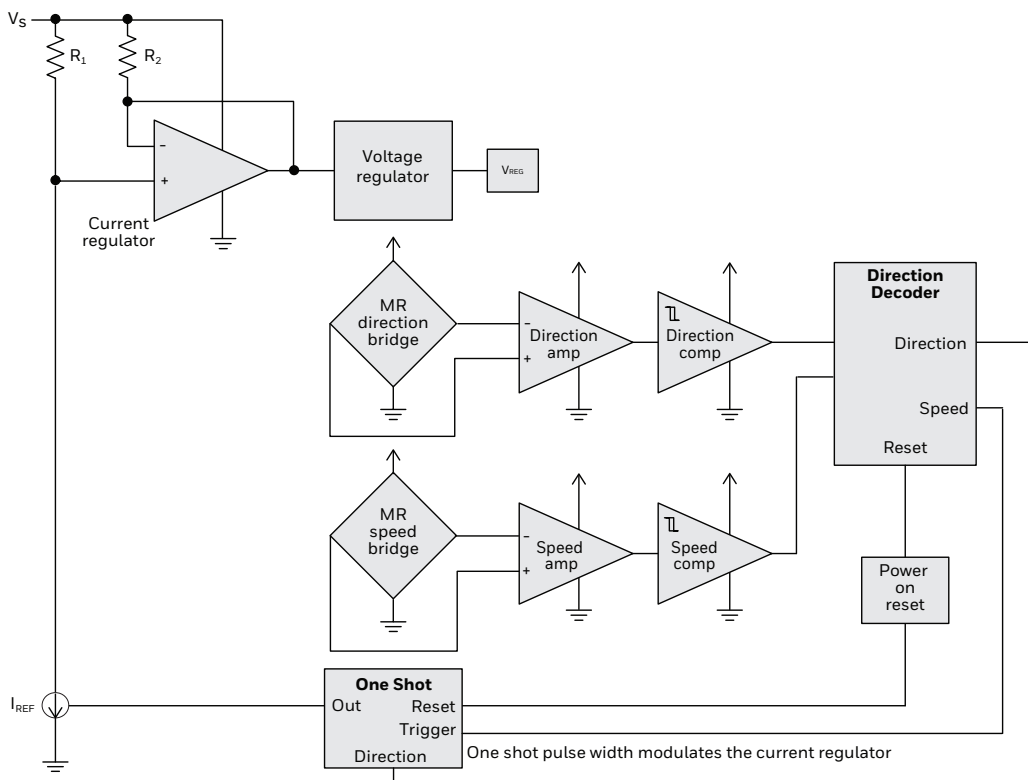 VS
R1
R2
-
+
Current
regulator
Voltage
regulator
VREG
MR
direction
bridge
-
+
Direction
amp
Direction
comp
Direction
Decoder
Direction
Speed
Reset
MR
speed
bridge
-
+
Speed
amp
Speed
comp
Power
on
reset
IREF
One Shot
Out
Reset
Trigger
Direction
One shot pulse width modulates the current regulator